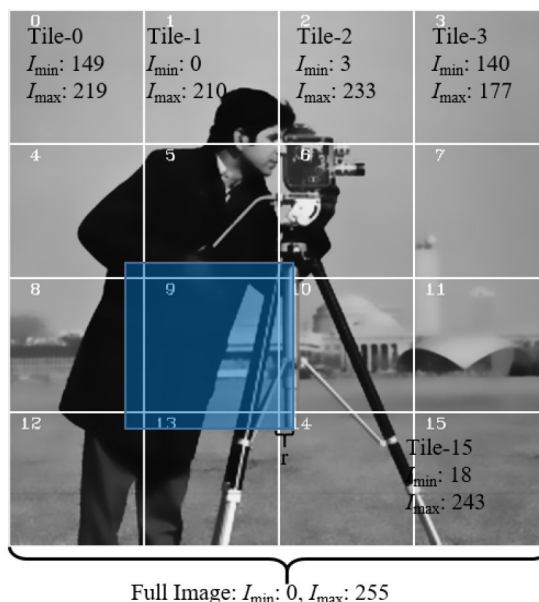 0 1 2 3
Tile-0 Tile-1 Tile-2 Tile-3
Imin: 149 Imin: 0 Imin: 3 Imin: 140
Imax: 219 Imax: 210 Imax: 233 Imax: 177
4 5 6 7
8 9 10 11
12 13 14 15
Tile-15
r
Imin: 18
Imax: 243
Full Image: Imin: 0, Imax: 255